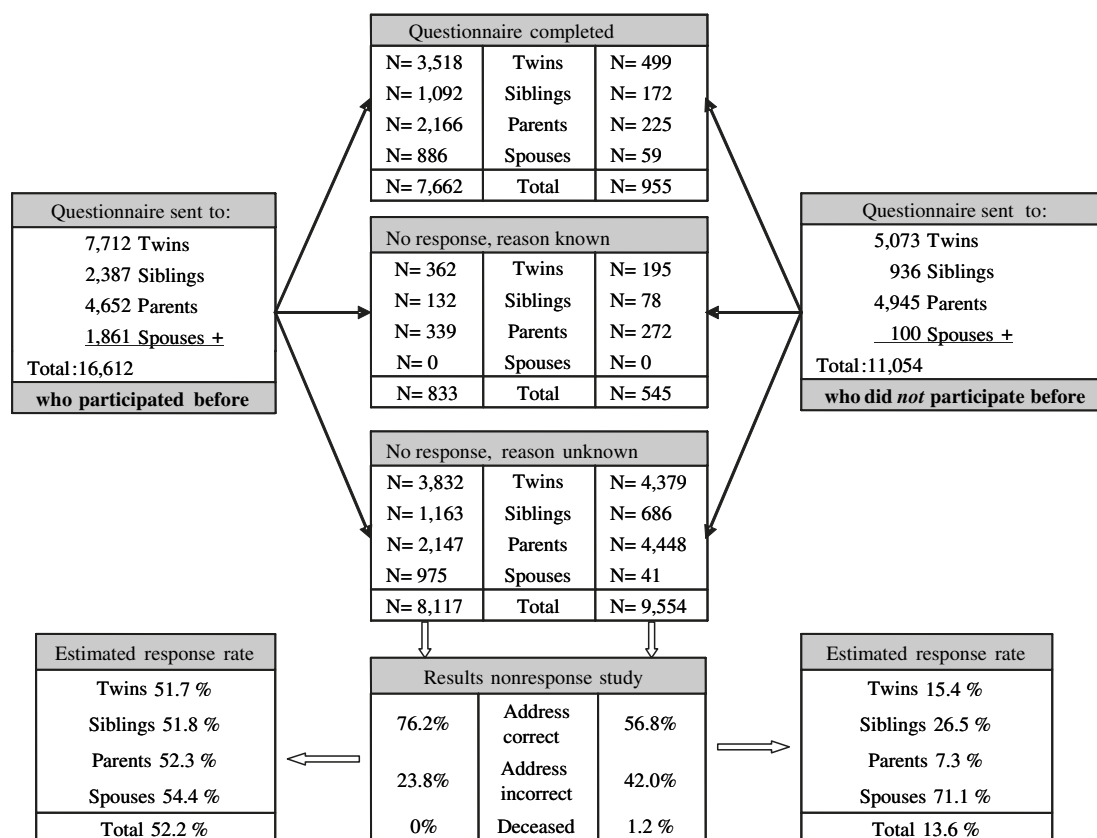 Questionnaire completed
N= 3,518 Twins N= 499
N= 1,092 Siblings N= 172
N= 2,166 Parents N= 225
N= 886 Spouses N= 59
N= 7,662 Total N= 955
Questionnaire sent to:
7,712 Twins
2,387 Siblings
4,652 Parents
1,861 Spouses +
Total:16,612
who participated before
No response, reason known
N= 362 Twins N= 195
N= 132 Siblings N= 78
N= 339 Parents N= 272
N= 0 Spouses N= 0
N= 833 Total N= 545
Questionnaire sent to:
5,073 Twins
936 Siblings
4,945 Parents
100 Spouses +
Total:11,054
who did not participate before
No response, reason unknown
N= 3,832 Twins N= 4,379
N= 1,163 Siblings N= 686
N= 2,147 Parents N= 4,448
N= 975 Spouses N= 41
N= 8,117 Total N= 9,554
Estimated response rate
Twins 51.7 %
Siblings 51.8 %
Parents 52.3 %
Spouses 54.4 %
Total 52.2 %
Results nonresponse study
76.2% Address correct 56.8%
23.8% Address incorrect 42.0%
0% Deceased 1.2 %
Estimated response rate
Twins 15.4 %
Siblings 26.5 %
Parents 7.3 %
Spouses 71.1 %
Total 13.6 %